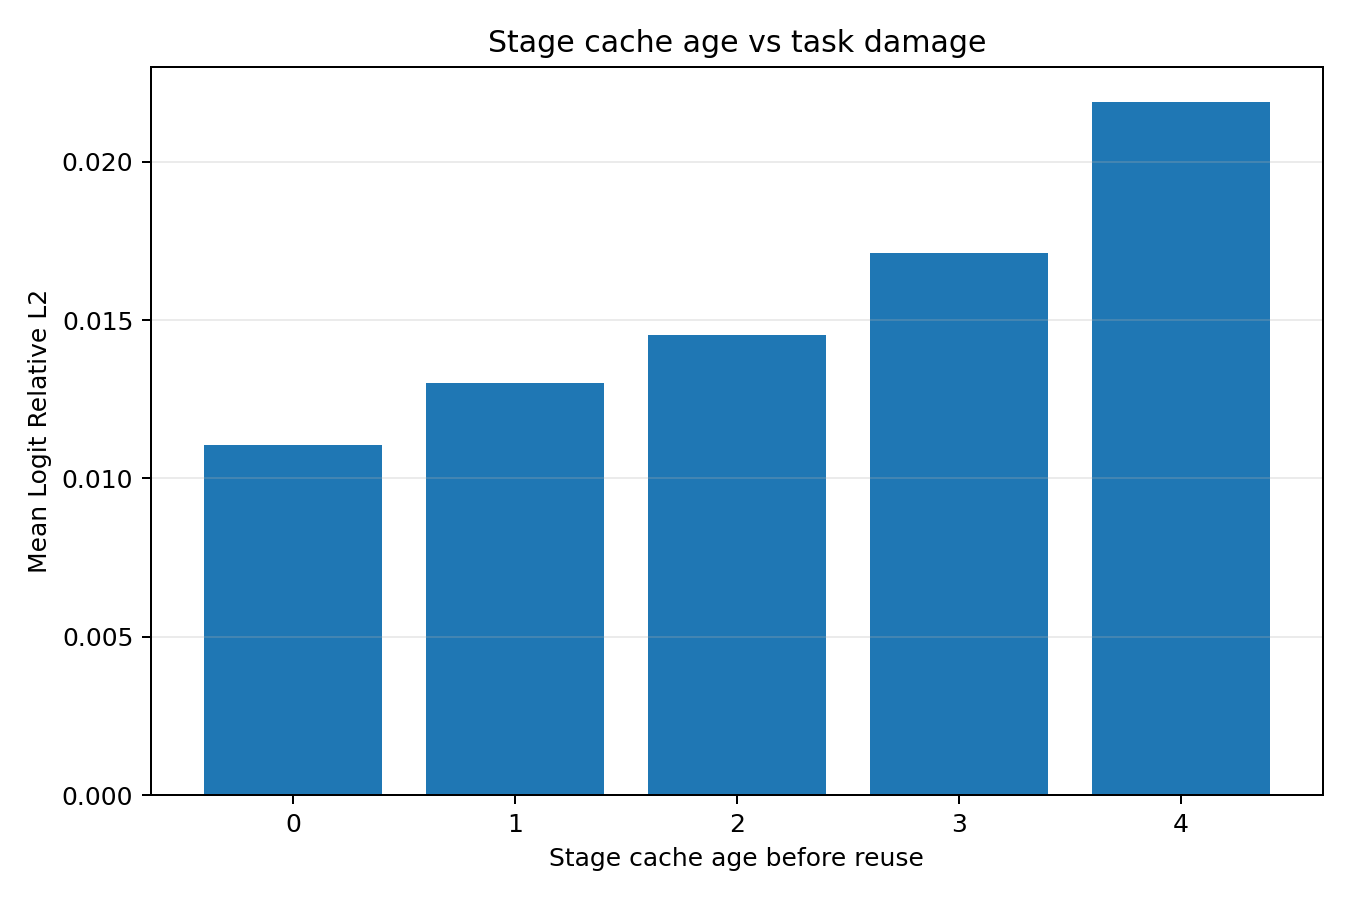 Stage cache age vs task damage
Mean Logit Relative L2
0.020
0.015
0.010
0.005
0.000
0 1 2 3 4
Stage cache age before reuse